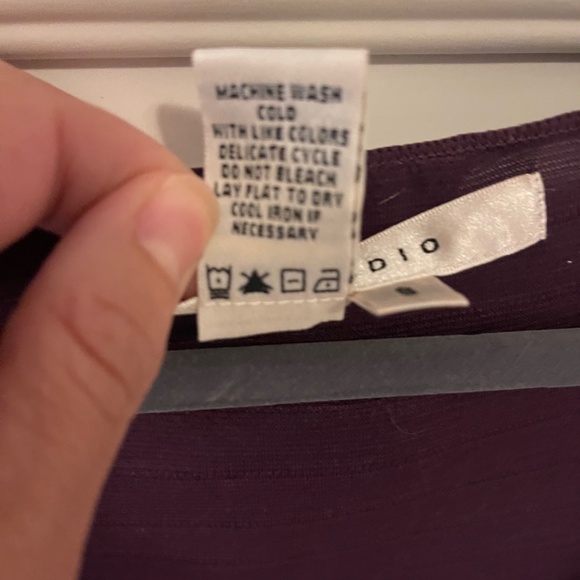 MACHINE WASH
COLD
WITH LIKE COLORS
DELICATE CYCLE
DO NOT BLEACH
LAY FLAT TO DRY
COOL IRON IF
NECESSARY
DIO